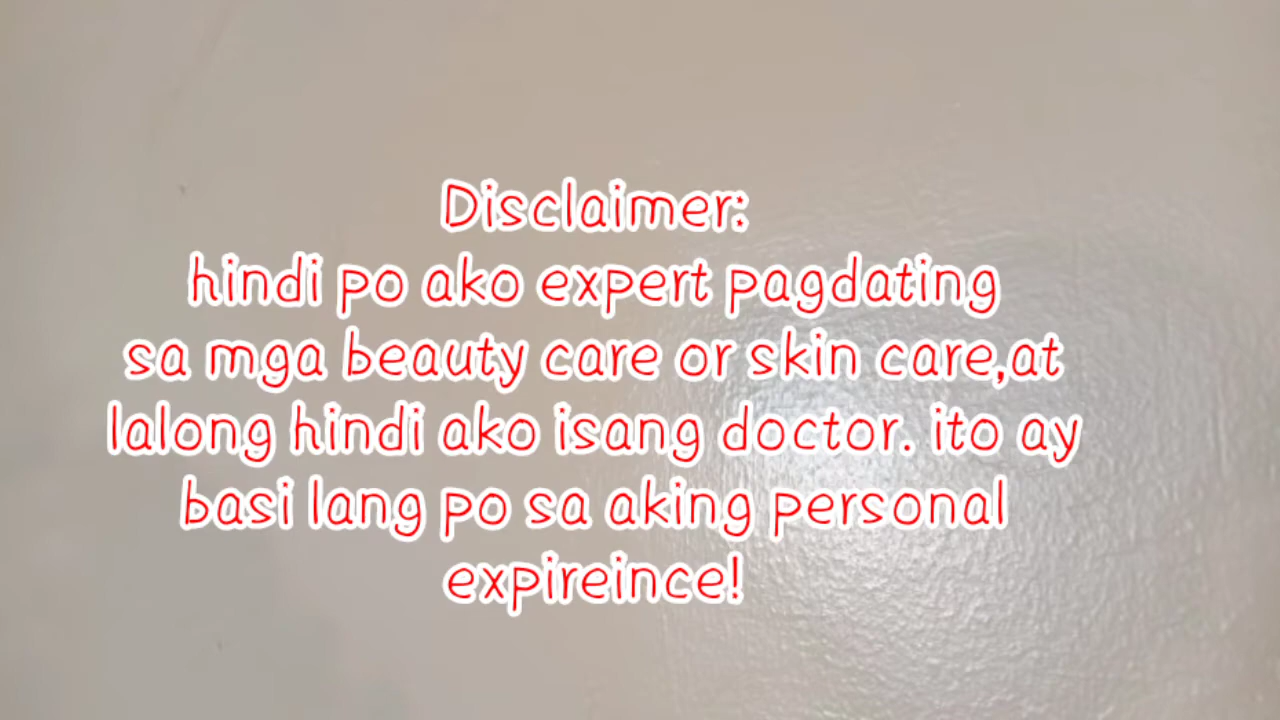 Disclaimer:
hindi po ako expert pagdating
sa mga beauty care or skin care,at
lalong hindi ako isang doctor. ito ay
basi lang po sa aking personal
expireince!